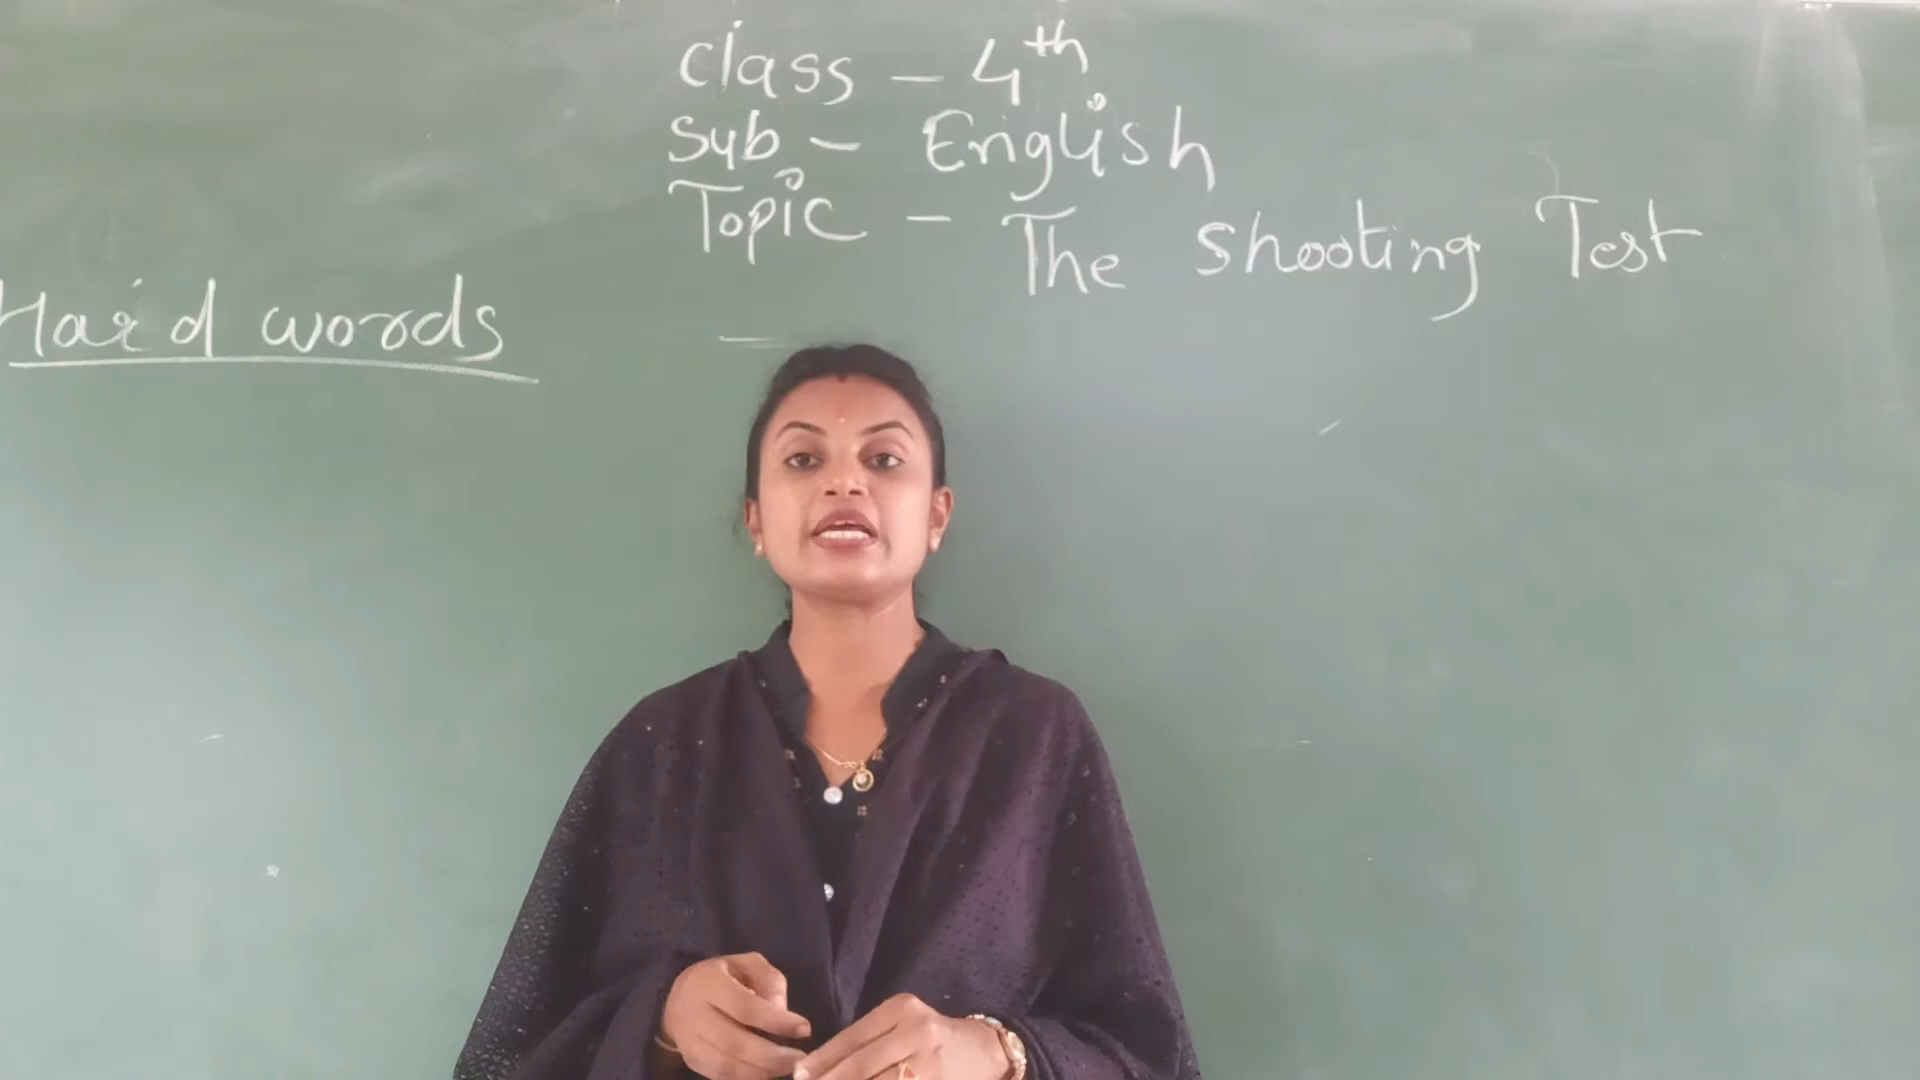 Class - 4th
Sub - English
Topic - The Shooting Test
Hard words